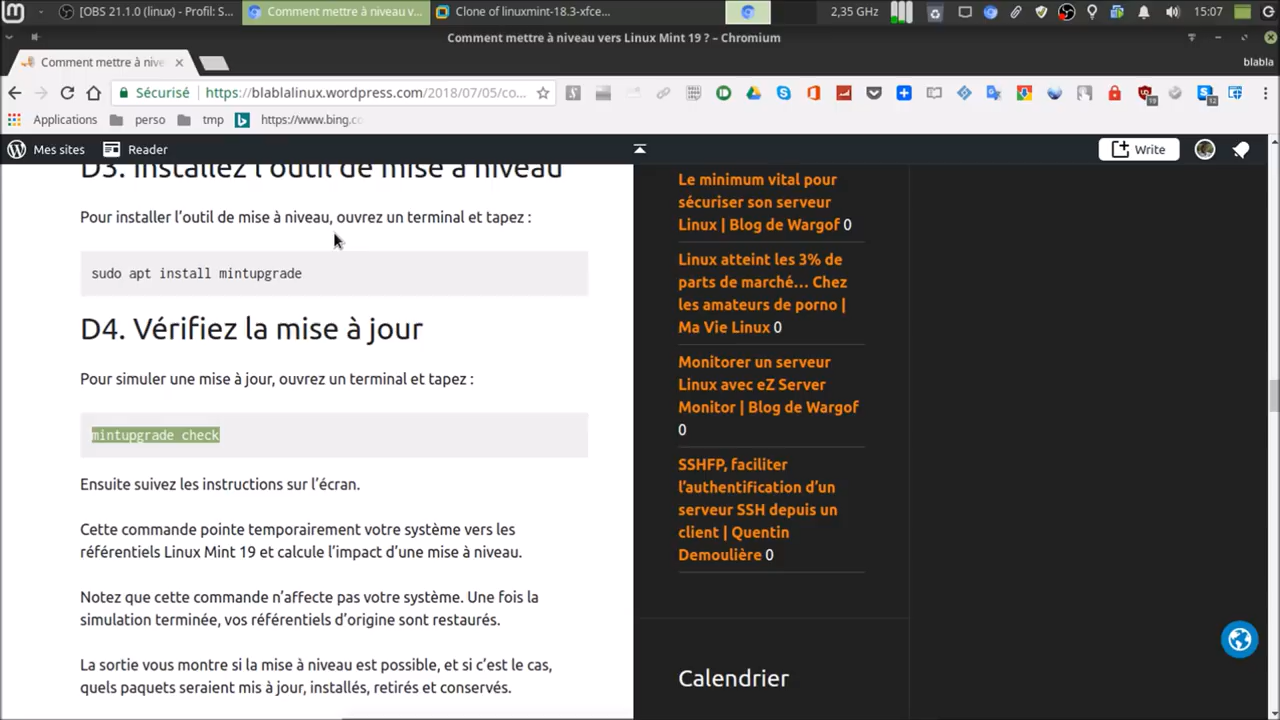 [OBS 21.1.0 (linux) - Profil: S...
Comment mettre à niveau v...
Clone of linuxmint-18.3-xfce...
2,35 GHz
15:07
Comment mettre à niveau vers Linux Mint 19 ? – Chromium
Comment mettre à nive
blabla
Sécurisé
https://blablalinux.wordpress.com/2018/07/05/co...
19
12
Applications
perso
tmp
https://www.bing.co
Mes sites
Reader
Write
D3. Installez l'outil de mise à niveau
Pour installer l'outil de mise à niveau, ouvrez un terminal et tapez :
sudo apt install mintupgrade
D4. Vérifiez la mise à jour
Pour simuler une mise à jour, ouvrez un terminal et tapez :
mintupgrade check
Ensuite suivez les instructions sur l'écran.
Cette commande pointe temporairement votre système vers les
référentiels Linux Mint 19 et calcule l'impact d'une mise à niveau.
Notez que cette commande n'affecte pas votre système. Une fois la
simulation terminée, vos référentiels d'origine sont restaurés.
La sortie vous montre si la mise à niveau est possible, et si c'est le cas,
quels paquets seraient mis à jour, installés, retirés et conservés.
Le minimum vital pour
sécuriser son serveur
Linux | Blog de Wargof 0
Linux atteint les 3% de
parts de marché… Chez
les amateurs de porno |
Ma Vie Linux 0
Monitorer un serveur
Linux avec eZ Server
Monitor | Blog de Wargof
0
SSHFP, faciliter
l'authentification d'un
serveur SSH depuis un
client | Quentin
Demoulière 0
Calendrier